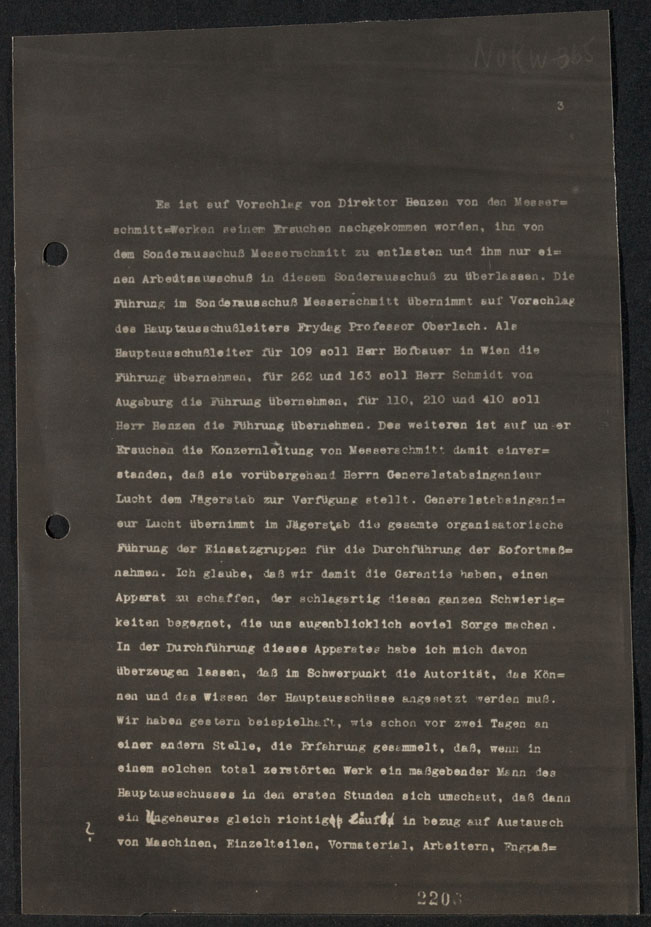 NOKW-365
3
Es ist auf Vorschlag von Direktor Henzen von den Messer=
schmitt=Werken seinem Ersuchen nachgekommen worden, ihn von
dem Sonderausschuß Messerschmitt zu entlasten und ihm nur ei=
nen Arbeitsausschuß in diesem Sonderausschuß zu überlassen. Die
Führung im Sonderausschuß Messerschmitt übernimmt auf Vorschlag
des Hauptausschußleiters Frydag Professor Oberlach. Als
Hauptausschußleiter für 109 soll Herr Hofbauer in Wien die
Führung übernehmen, für 262 und 163 soll Herr Schmidt von
Augsburg die Führung übernehmen, für 110, 210 und 410 soll
Herr Henzen die Führung übernehmen. Des weiteren ist auf unser
Ersuchen die Konzernleitung von Messerschmitt damit einver=
standen, daß sie vorübergehend Herrn Generalstabsingenieur
Lucht dem Jägerstab zur Verfügung stellt. Generalstabsingeni=
eur Lucht übernimmt im Jägerstab die gesamte organisatorische
Führung der Einsatzgruppen für die Durchführung der Sofortmaß=
nahmen. Ich glaube, daß wir damit die Garantie haben, einen
Apparat zu schaffen, der schlagartig diesen ganzen Schwierig=
keiten begegnet, die uns augenblicklich soviel Sorge machen.
In der Durchführung dieses Apparates habe ich mich davon
überzeugen lassen, daß im Schwerpunkt die Autorität, das Kön=
nen und das Wissen der Hauptausschüsse angesetzt werden muß.
Wir haben gestern beispielhaft, wie schon vor zwei Tagen an
einer andern Stelle, die Erfahrung gesammelt, daß, wenn in
einem solchen total zerstörten Werk ein maßgebender Mann des
Hauptausschusses in den ersten Stunden sich umschaut, daß dann
? ein Ungeheures gleich richtig läuft in bezug auf Austausch
von Maschinen, Einzelteilen, Vormaterial, Arbeitern, Engpaß=